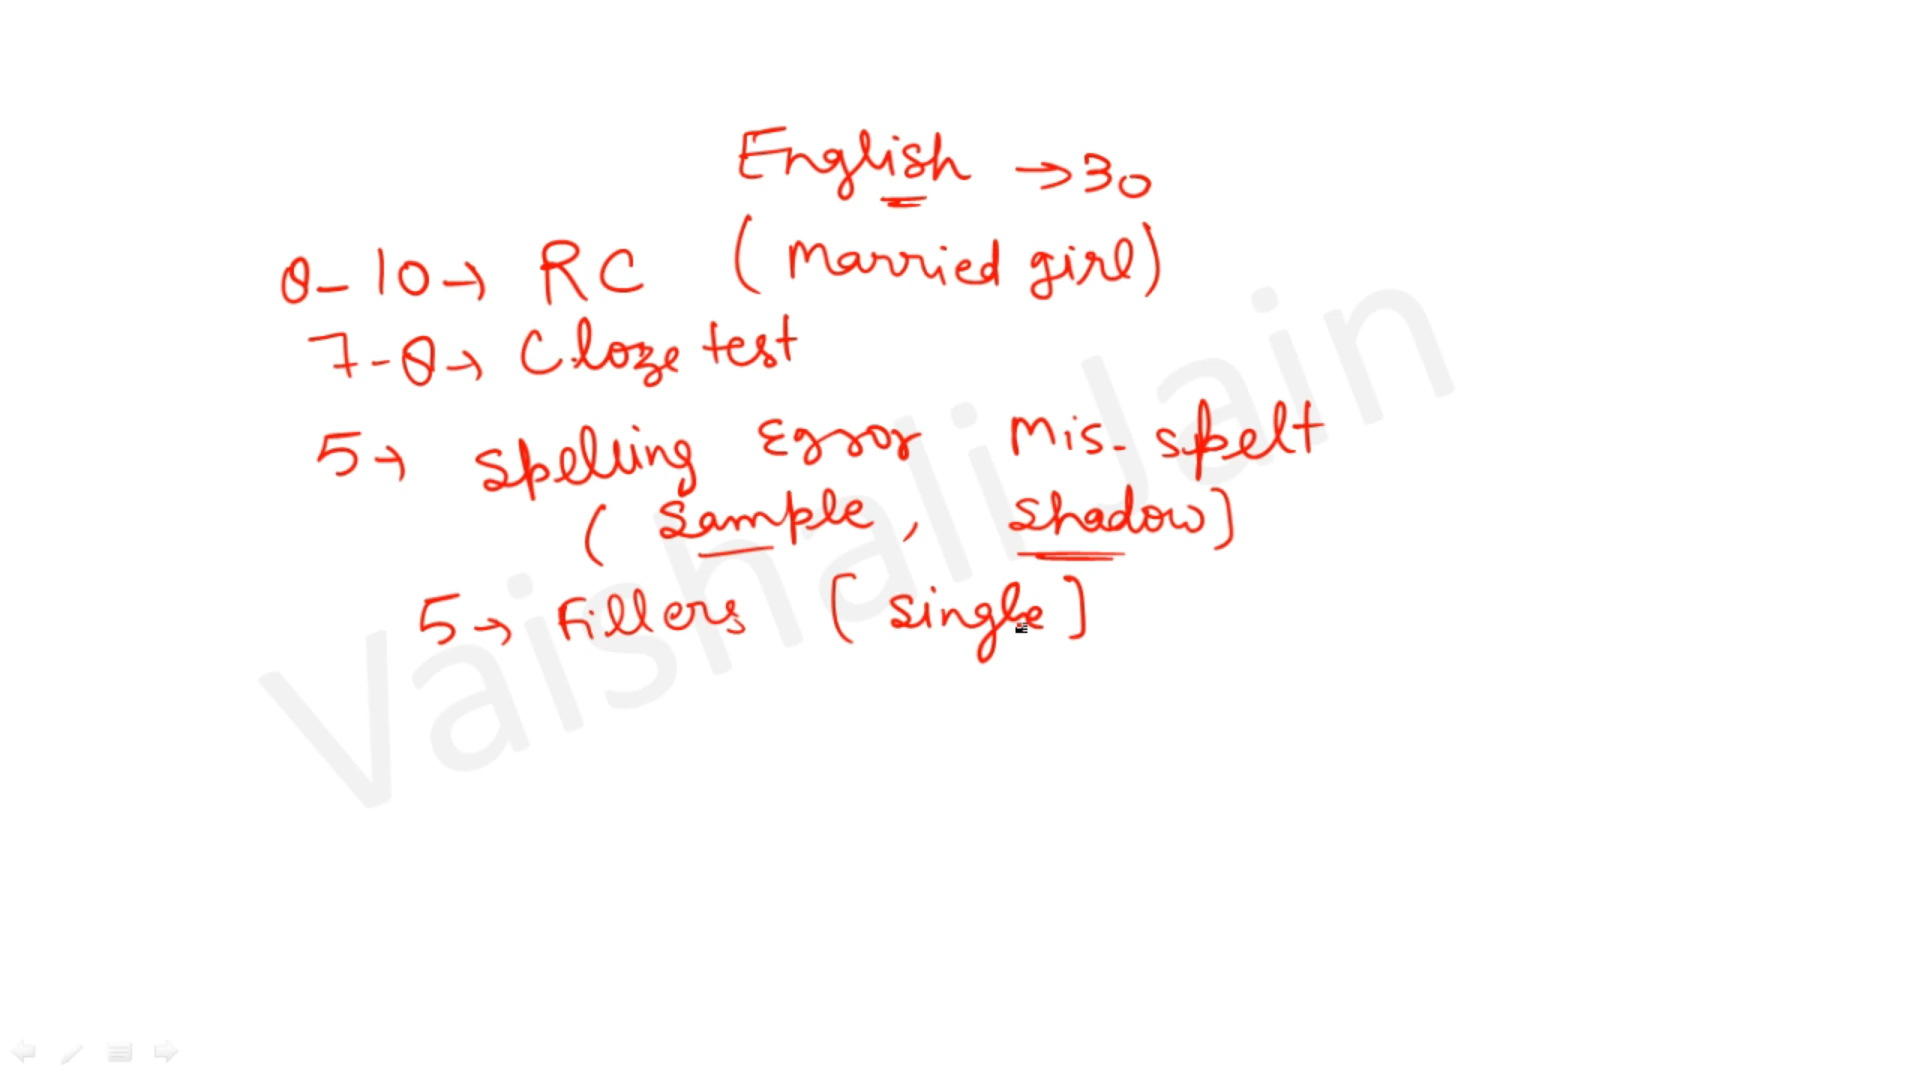 English → 30
8-10 → RC (Married girl)
7-8 → Cloze test
5 → Spelling Error Mis-spelt
( Sample, Shadow]
5 → Fillers [Single]
Vaishali Jain